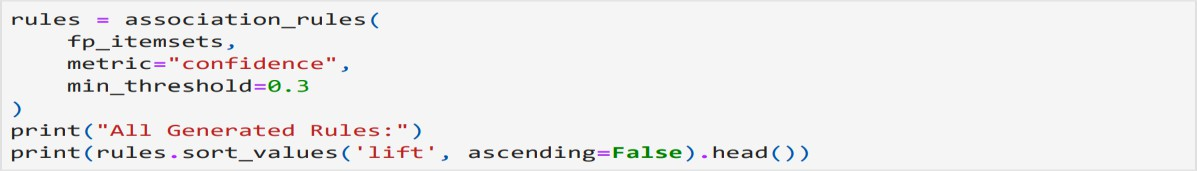 rules = association_rules(
    fp_itemsets,
    metric="confidence",
    min_threshold=0.3
)
print("All Generated Rules:")
print(rules.sort_values('lift', ascending=False).head())